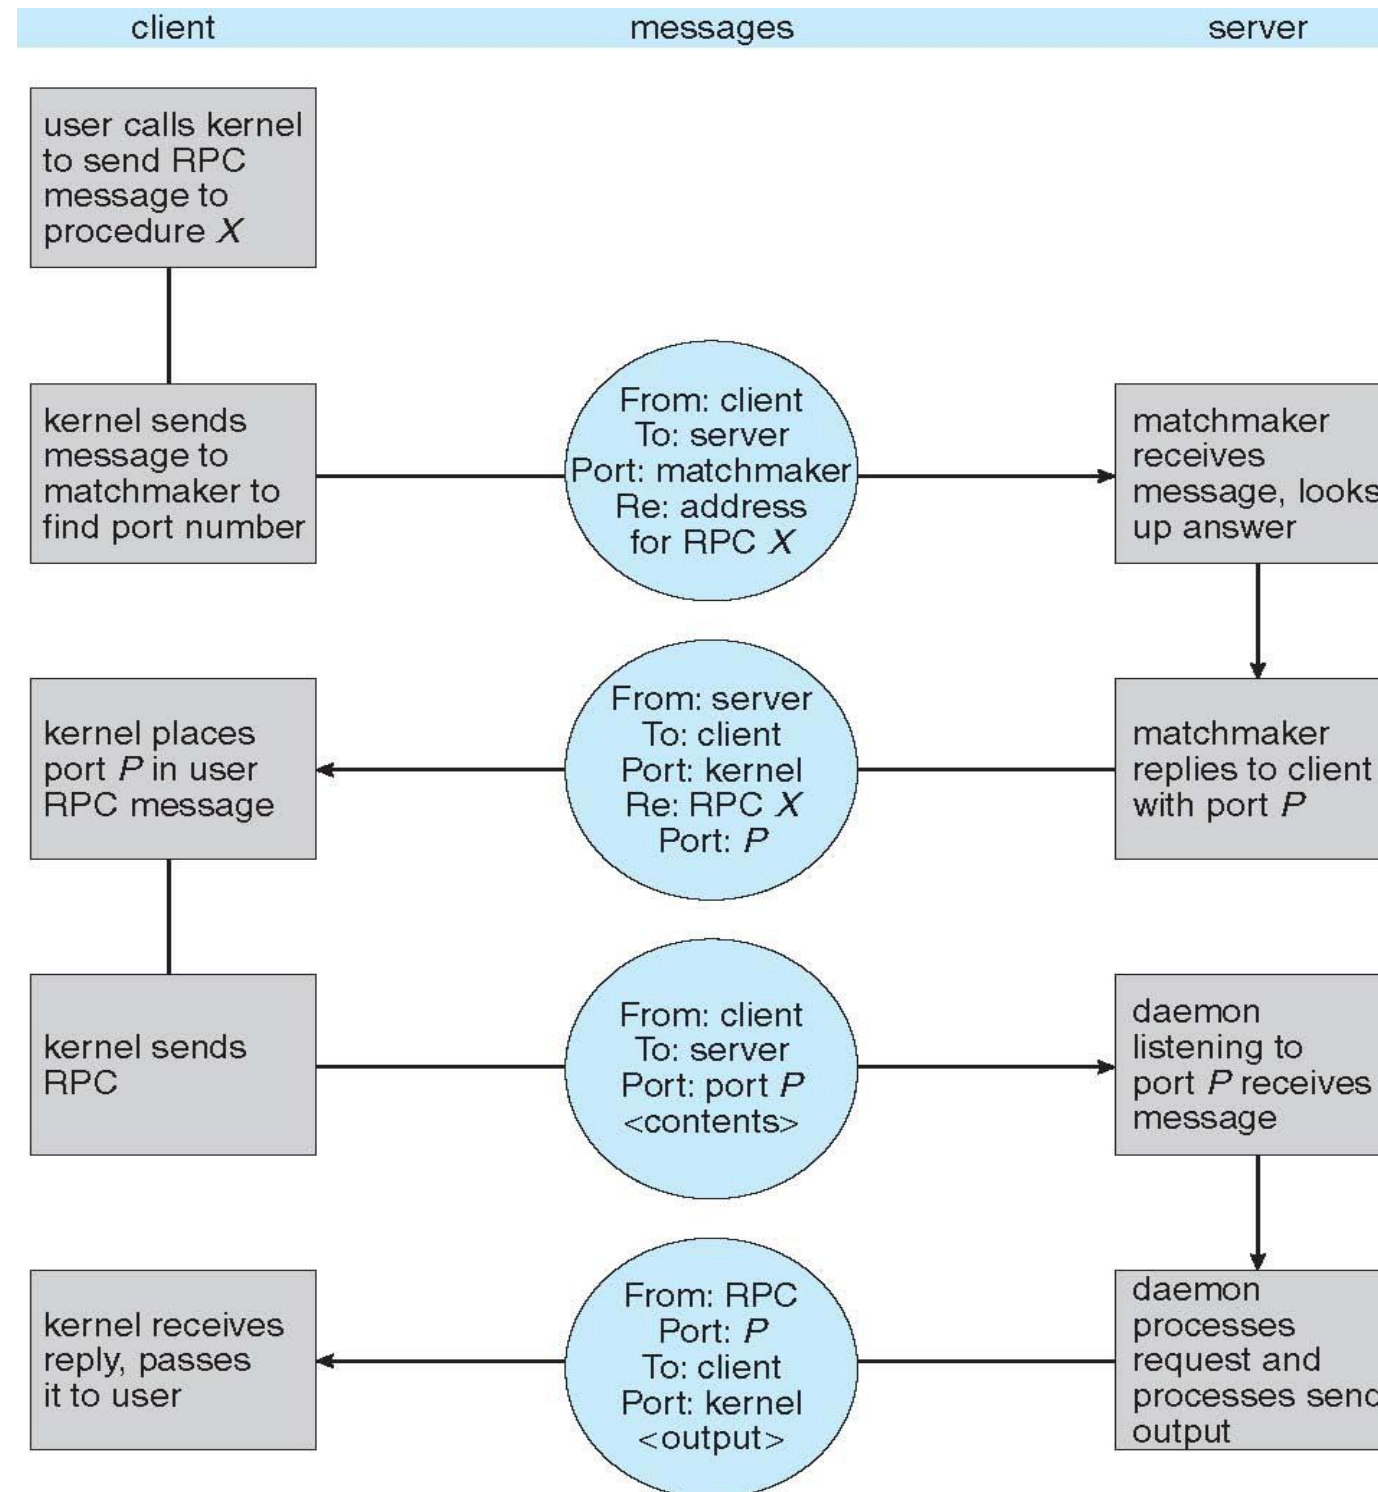 client
messages
server
user calls kernel
to send RPC
message to
procedure X
kernel sends
message to
matchmaker to
find port number
From: client
To: server
Port: matchmaker
Re: address
for RPC X
matchmaker
receives
message, looks
up answer
kernel places
port P in user
RPC message
From: server
To: client
Port: kernel
Re: RPC X
Port: P
matchmaker
replies to client
with port P
kernel sends
RPC
From: client
To: server
Port: port P
<contents>
daemon
listening to
port P receives
message
kernel receives
reply, passes
it to user
From: RPC
Port: P
To: client
Port: kernel
<output>
daemon
processes
request and
processes send
output